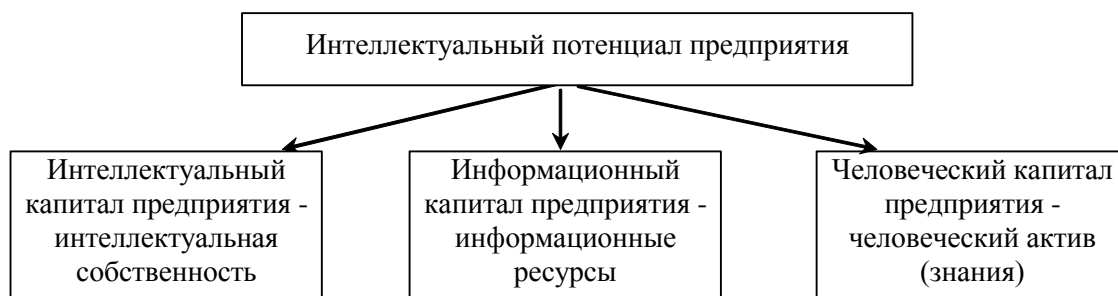 Интеллектуальный потенциал предприятия
Интеллектуальный
капитал предприятия -
интеллектуальная
собственность
Информационный
капитал предприятия -
информационные
ресурсы
Человеческий капитал
предприятия -
человеческий актив
(знания)